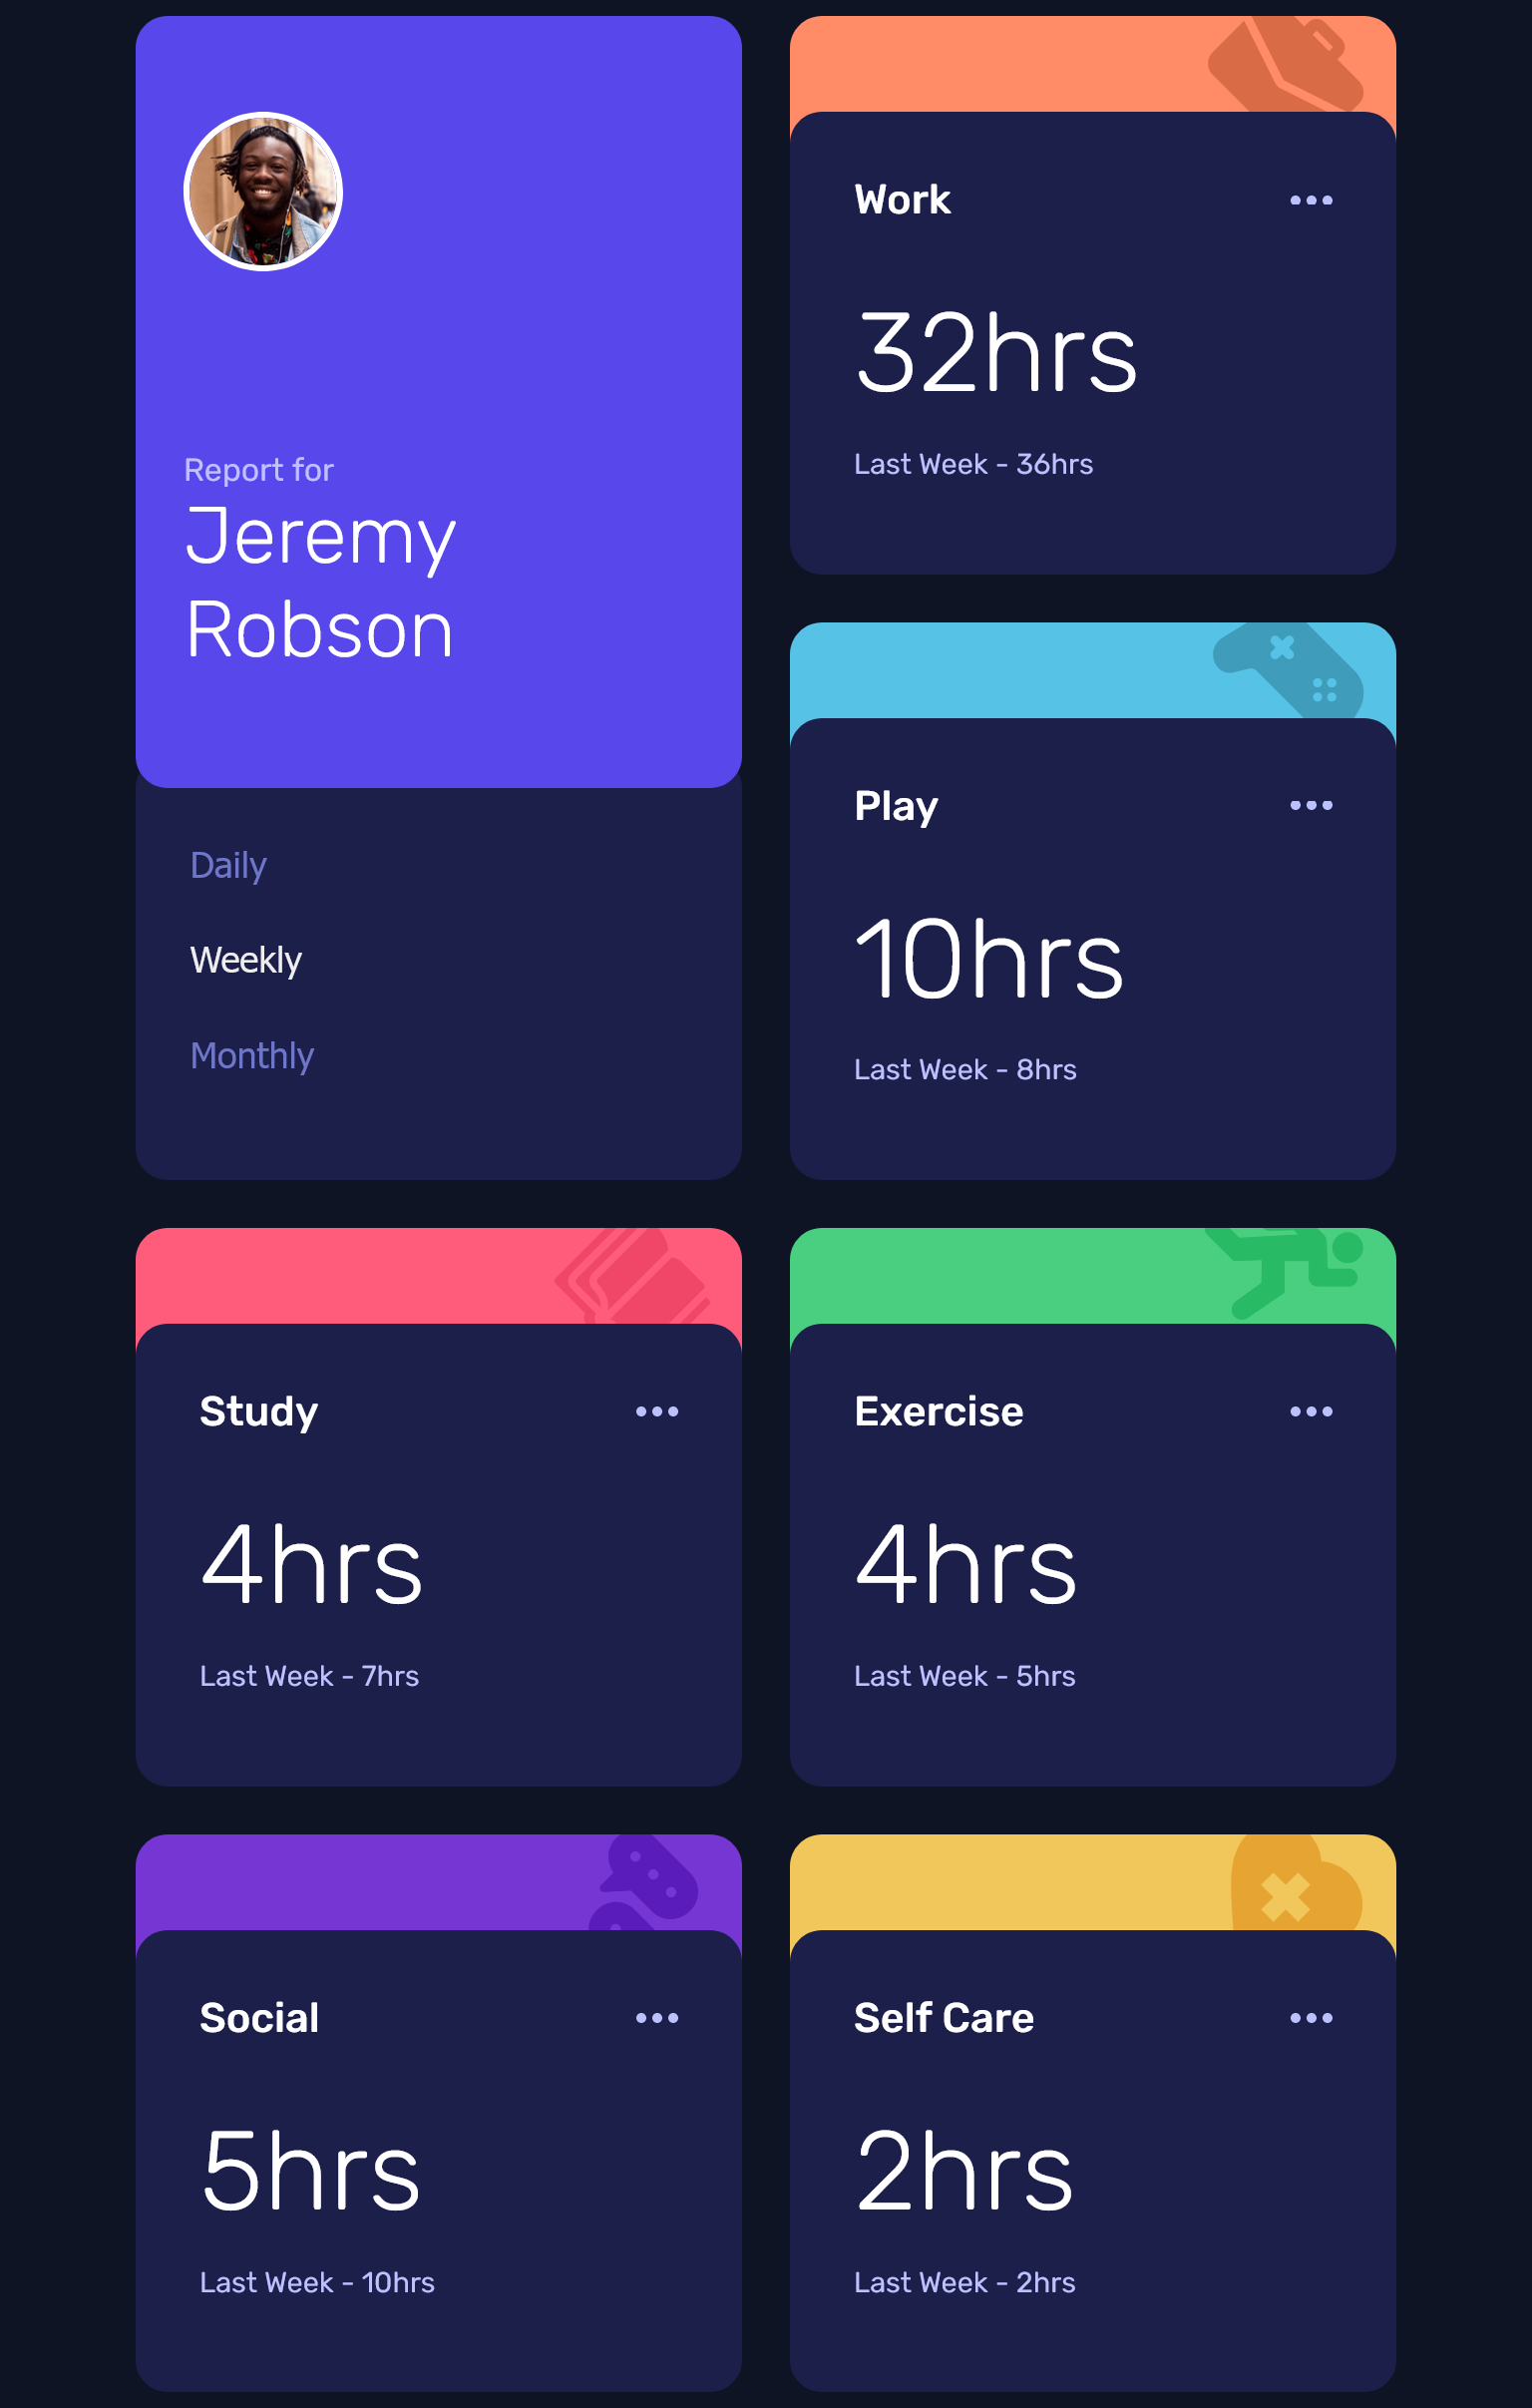 Report for
Jeremy
Robson
Daily
Weekly
Monthly
Work
32hrs
Last Week - 36hrs
Play
10hrs
Last Week - 8hrs
Study
4hrs
Last Week - 7hrs
Exercise
4hrs
Last Week - 5hrs
Social
5hrs
Last Week - 10hrs
Self Care
2hrs
Last Week - 2hrs